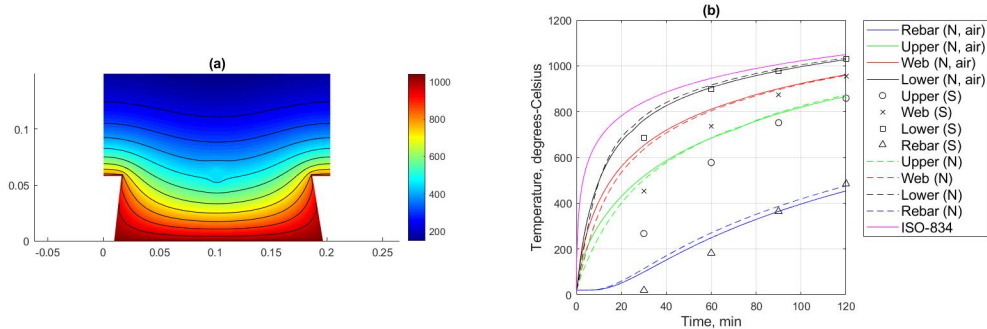 (a)
0.1
0.05
0
-0.05
0
0.05
0.1
0.15
0.2
0.25
1000
800
600
400
200
(b)
1200
1000
800
600
400
200
0
0
20
40
60
80
100
120
Temperature, degrees-Celsius
Time, min
Rebar (N, air)
Upper (N, air)
Web (N, air)
Lower (N, air)
Upper (S)
Web (S)
Lower (S)
Rebar (S)
Upper (N)
Web (N)
Lower (N)
Rebar (N)
ISO-834